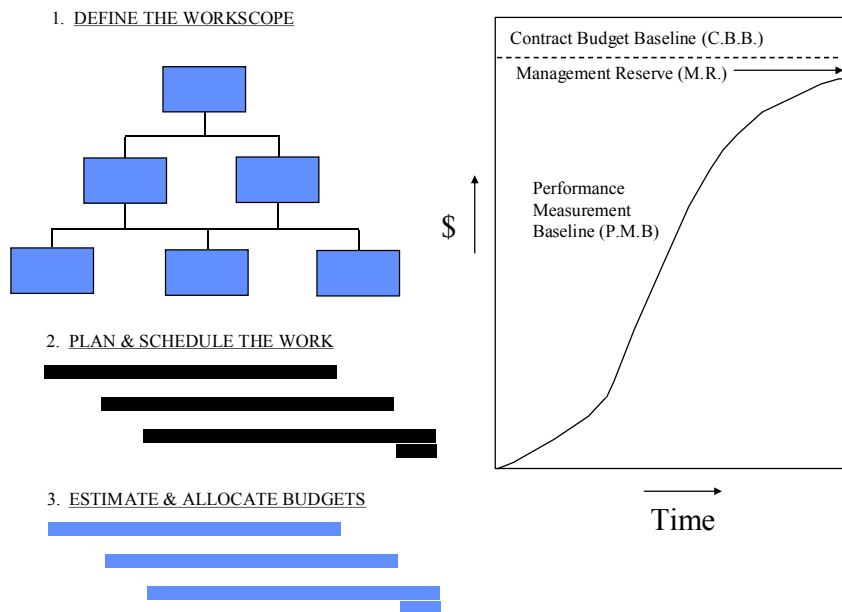 1. DEFINE THE WORKSCOPE
2. PLAN & SCHEDULE THE WORK
3. ESTIMATE & ALLOCATE BUDGETS
Contract Budget Baseline (C.B.B.)
Management Reserve (M.R.)
Performance
Measurement
Baseline (P.M.B)
$
Time